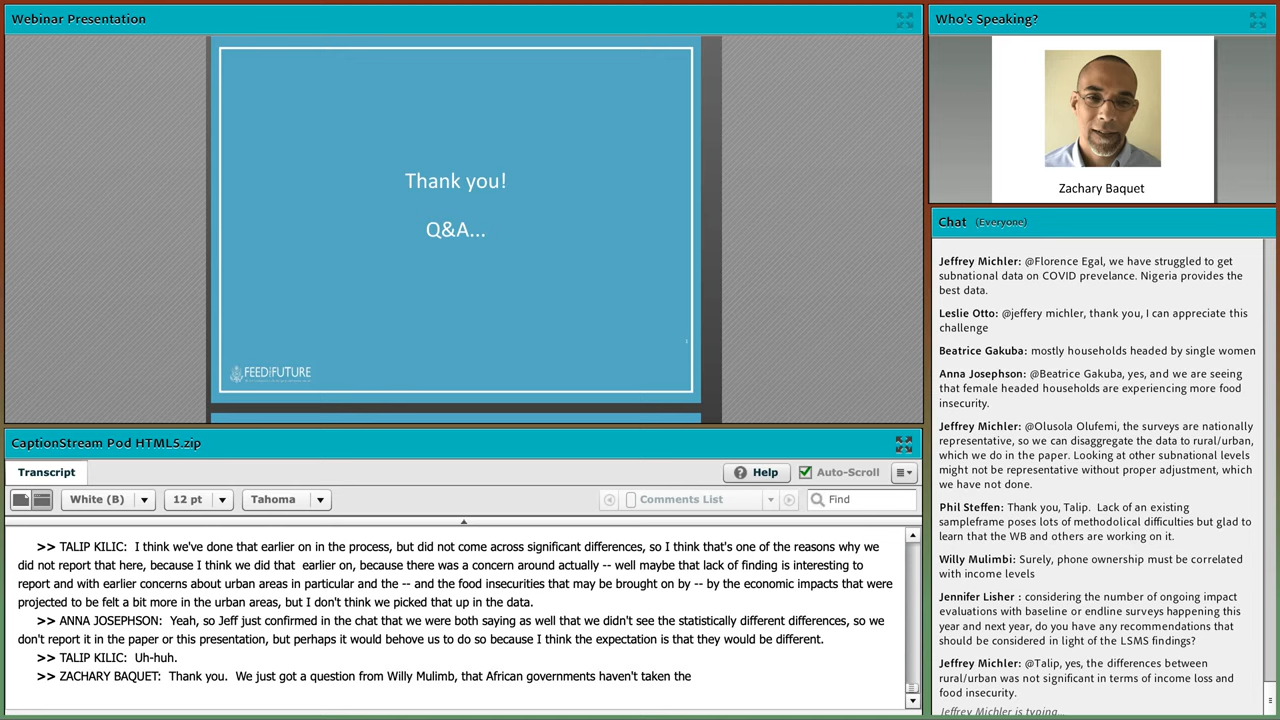 Webinar Presentation
Thank you!
Q&A...
FEED THE FUTURE
CaptionStream Pod HTML5.zip
Transcript
Help
Auto-Scroll
White (B)
12 pt
Tahoma
Comments List
Find
>> TALIP KILIC: I think we've done that earlier on in the process, but did not come across significant differences, so I think that's one of the reasons why we
did not report that here, because I think we did that earlier on, because there was a concern around actually -- well maybe that lack of finding is interesting to
report and with earlier concerns about urban areas in particular and the -- and the food insecurities that may be brought on by -- by the economic impacts that were
projected to be felt a bit more in the urban areas, but I don't think we picked that up in the data.
>> ANNA JOSEPHSON: Yeah, so Jeff just confirmed in the chat that we were both saying as well that we didn't see the statistically different differences, so we
don't report it in the paper or this presentation, but perhaps it would behove us to do so because I think the expectation is that they would be different.
>> TALIP KILIC: Uh-huh.
>> ZACHARY BAQUET: Thank you. We just got a question from Willy Mulimb, that African governments haven't taken the
Who's Speaking?
Zachary Baquet
Chat (Everyone)
Jeffrey Michler: @Florence Egal, we have struggled to get
subnational data on COVID prevelance. Nigeria provides the
best data.
Leslie Otto: @jeffery michler, thank you, I can appreciate this
challenge
Beatrice Gakuba: mostly households headed by single women
Anna Josephson: @Beatrice Gakuba, yes, and we are seeing
that female headed households are experiencing more food
insecurity.
Jeffrey Michler: @Olusola Olufemi, the surveys are nationally
representative, so we can disaggregate the data to rural/urban,
which we do in the paper. Looking at other subnational levels
might not be representative without proper adjustment, which
we have not done.
Phil Steffen: Thank you, Talip. Lack of an existing
sampleframe poses lots of methodolical difficulties but glad to
learn that the WB and others are working on it.
Willy Mulimbi: Surely, phone ownership must be correlated
with income levels
Jennifer Lisher : considering the number of ongoing impact
evaluations with baseline or endline surveys happening this
year and next year, do you have any recommendations that
should be considered in light of the LSMS findings?
Jeffrey Michler: @Talip, yes, the differences between
rural/urban was not significant in terms of income loss and
food insecurity.
Jeffrey Michler is typing...